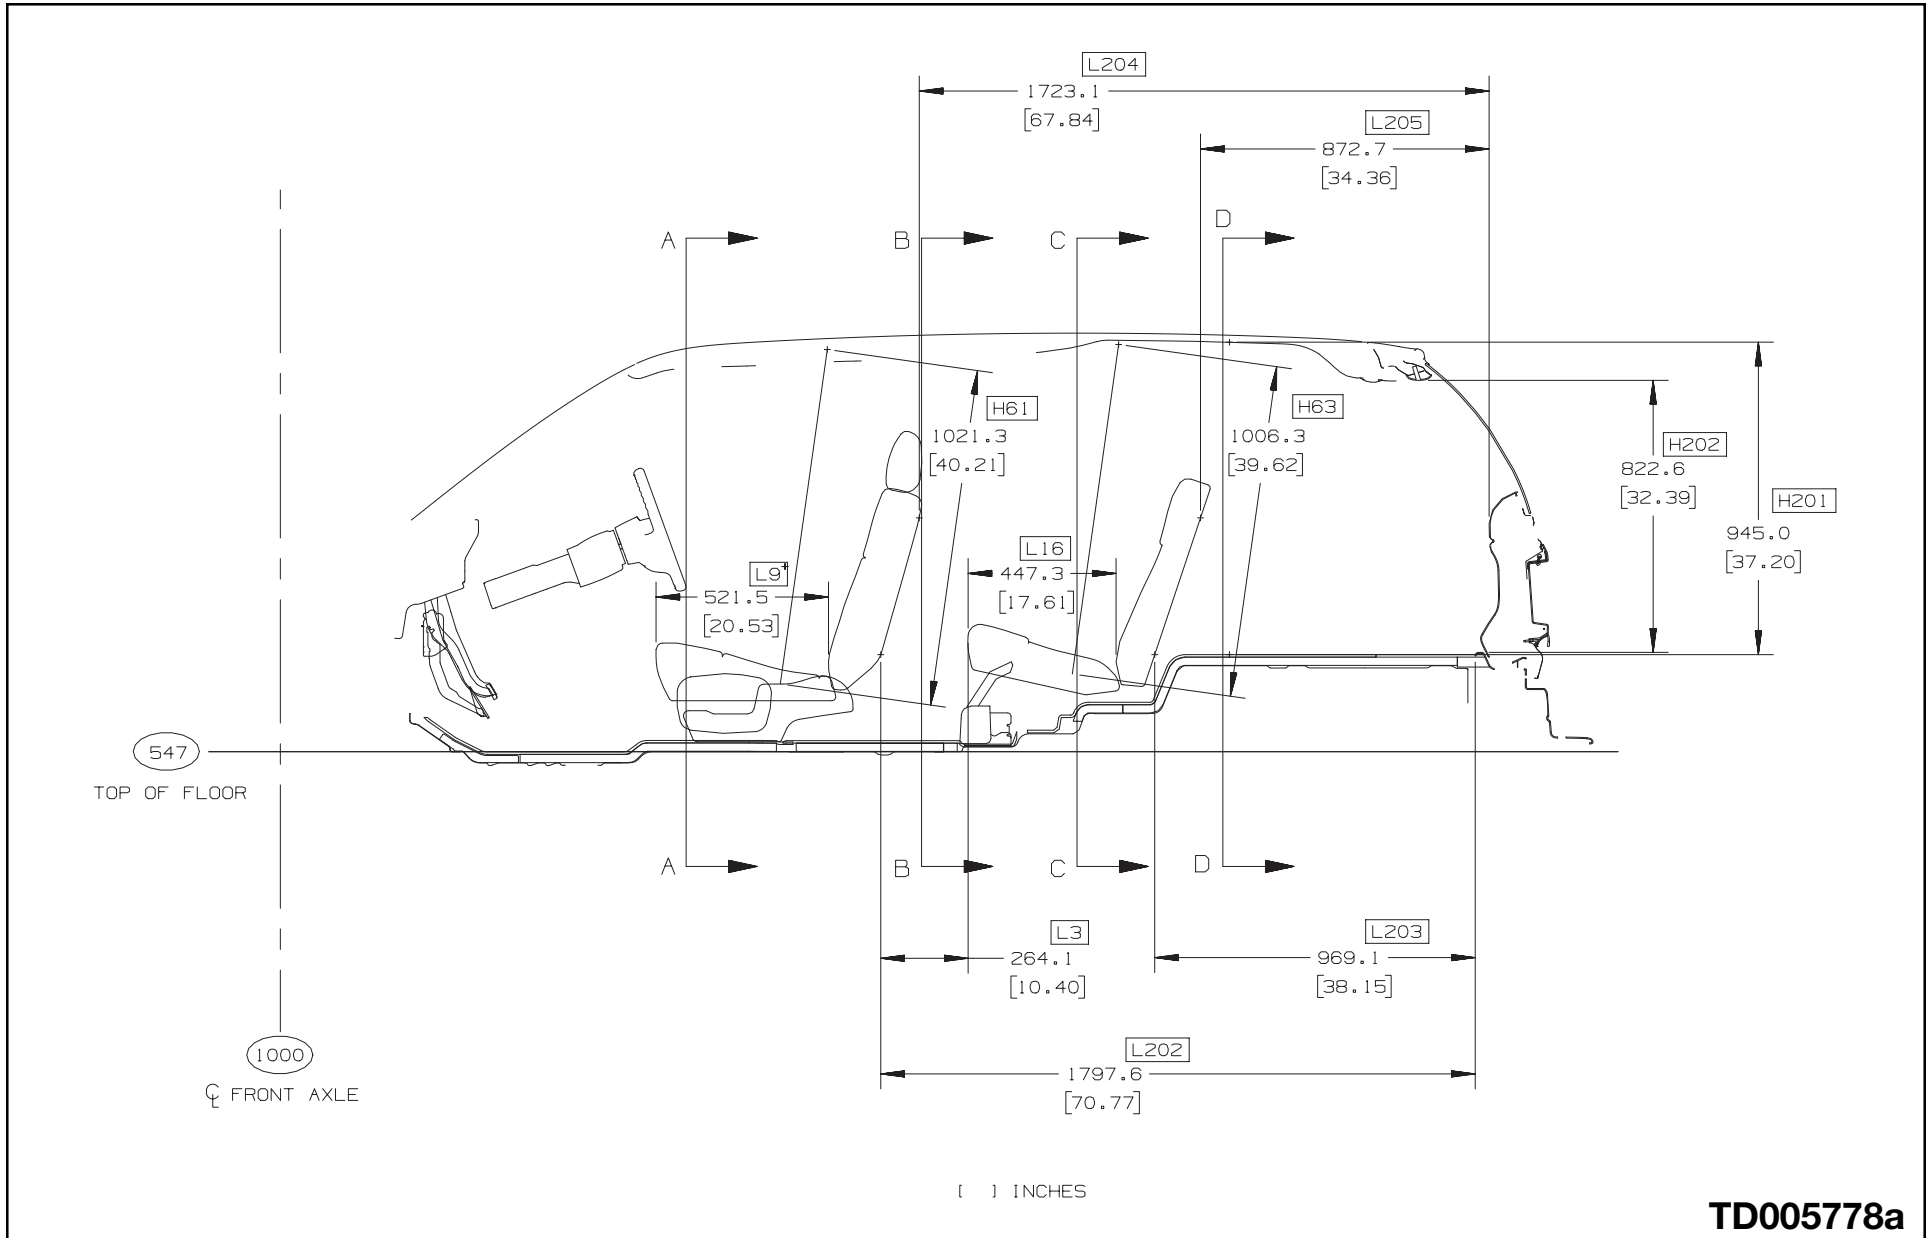 L204
1723.1
[67.84]
L205
872.7
[34.36]
D
A
B
C
H61
1021.3
[40.21]
H63
1006.3
[39.62]
H202
822.6
[32.39]
H201
945.0
[37.20]
L16
447.3
[17.61]
L9
521.5
[20.53]
547
TOP OF FLOOR
A
B
C
D
L3
264.1
[10.40]
L203
969.1
[38.15]
L202
1797.6
[70.77]
1000
℄ FRONT AXLE
[ ] INCHES
TD005778a